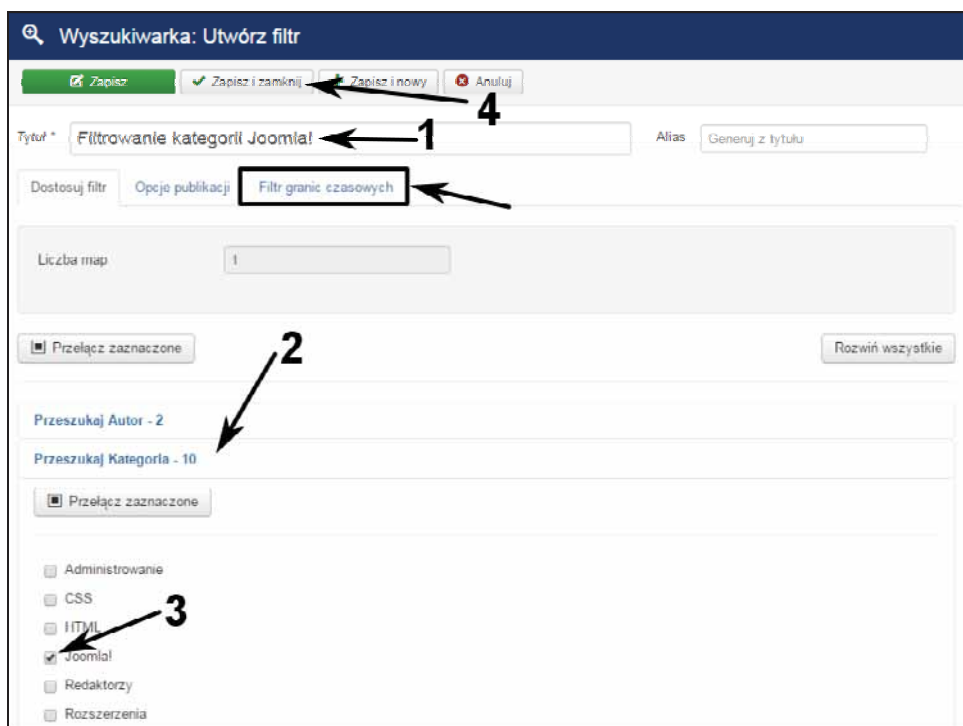 Wyszukiwarka: Utwórz filtr
Zapisz Zapisz i zamknij Zapisz i nowy Anuluj
4
Tytuł * Filtrowanie kategorii Joomla! 1 Alias Generuj z tytułu
Dostosuj filtr Opcje publikacji Filtr granic czasowych
Liczba map 1
Przełącz zaznaczone 2 Rozwiń wszystkie
Przeszukaj Autor - 2
Przeszukaj Kategoria - 10
Przełącz zaznaczone
Administrowanie
CSS
3
HTML
Joomla!
Redaktorzy
Rozszerzenia